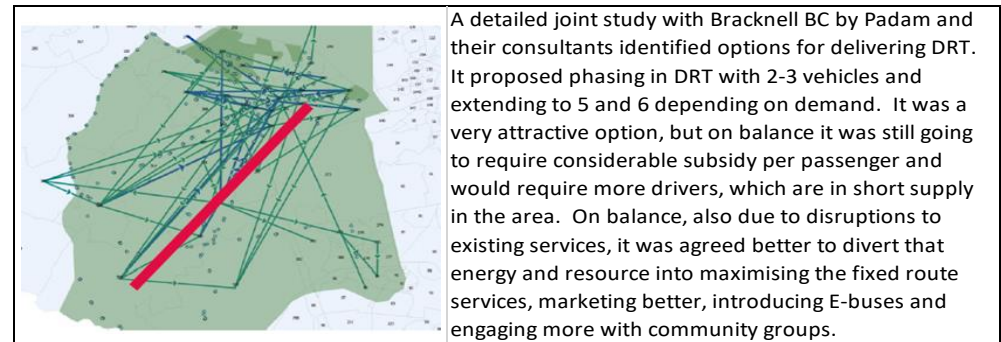 A detailed joint study with Bracknell BC by Padam and
their consultants identified options for delivering DRT.
It proposed phasing in DRT with 2-3 vehicles and
extending to 5 and 6 depending on demand.  It was a
very attractive option, but on balance it was still going
to require considerable subsidy per passenger and
would require more drivers, which are in short supply
in the area.  On balance, also due to disruptions to
existing services, it was agreed better to divert that
energy and resource into maximising the fixed route
services, marketing better, introducing E-buses and
engaging more with community groups.